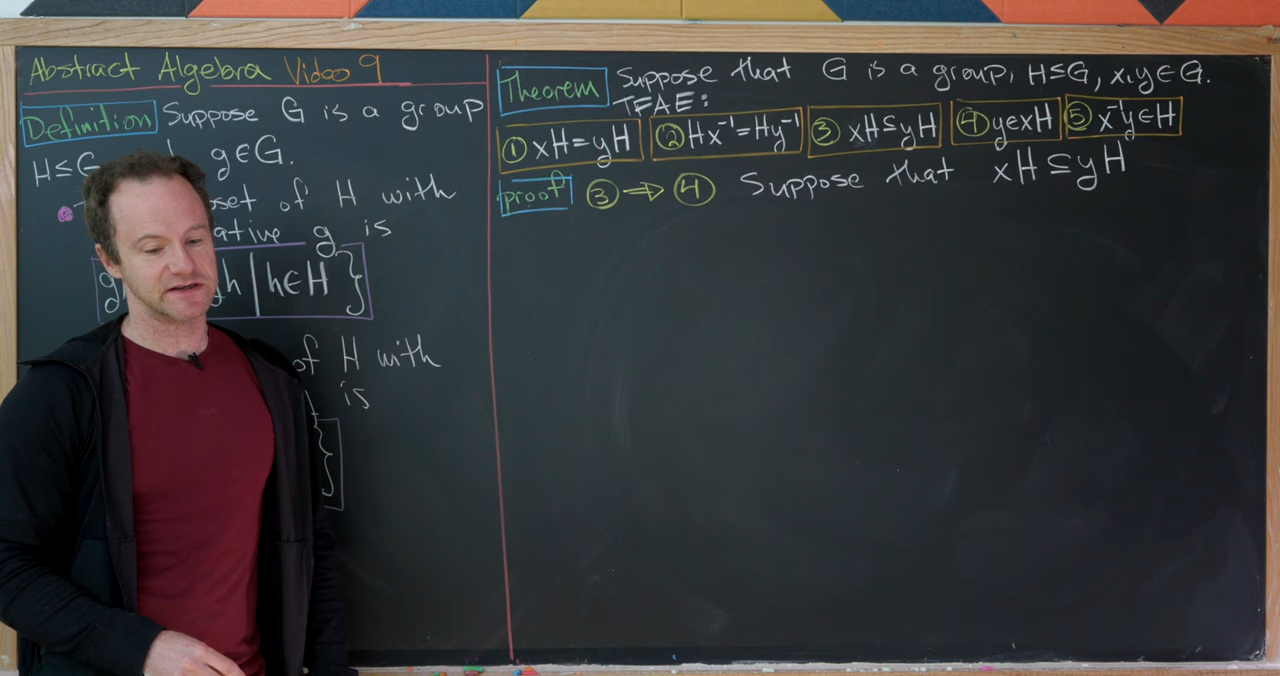 Abstract Algebra Video 9
Definition Suppose G is a group
H≤G g∈G.
of H with
g is
h | h∈H }
of H with
is
}
Theorem Suppose that G is a group, H≤G, x,y∈G.
TFAE:
① xH=yH ② Hx⁻¹=Hy⁻¹ ③ xH⊆yH ④ y∈xH ⑤ x⁻¹y∈H
proof ③ ⇒ ④ Suppose that xH⊆yH